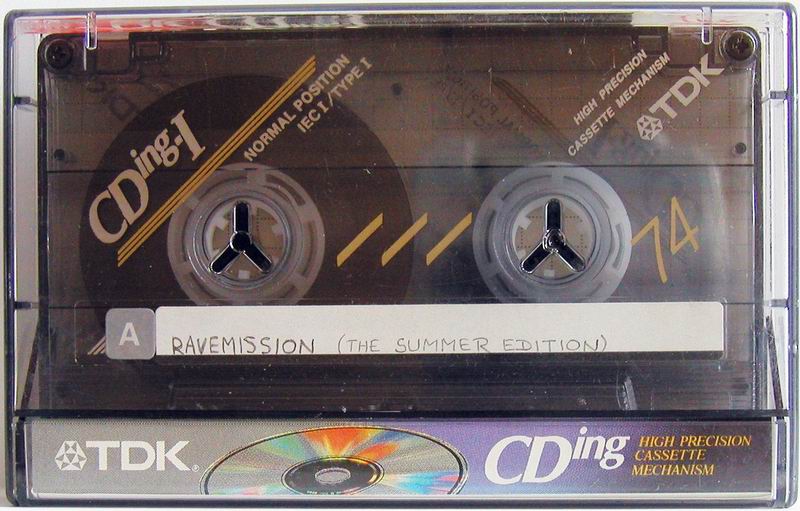 CDing-I
NORMAL POSITION
IEC I / TYPE I
HIGH PRECISION
CASSETTE MECHANISM
TDK
74
A
RAVEMISSION (THE SUMMER EDITION)
TDK®
CDing
HIGH PRECISION
CASSETTE
MECHANISM